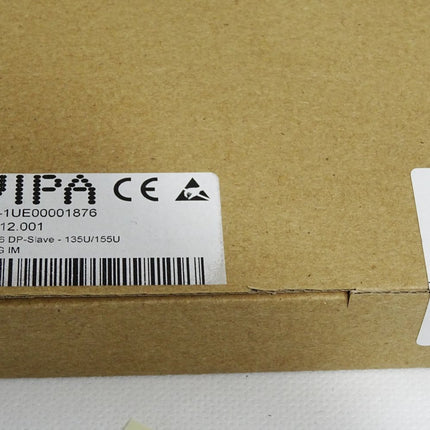 VIPA CE
-1UE00001876
12.001
DP-Slave - 135U/155U
IM